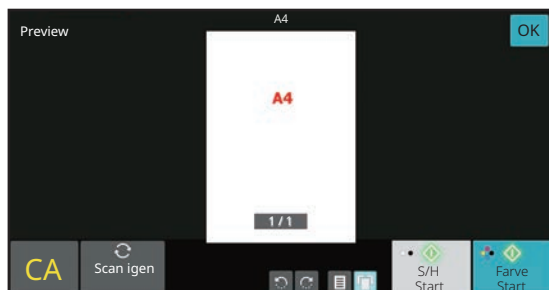 A4
Preview
OK
A4
1/1
CA
Scan igen
S/H
Start
Farve
Start